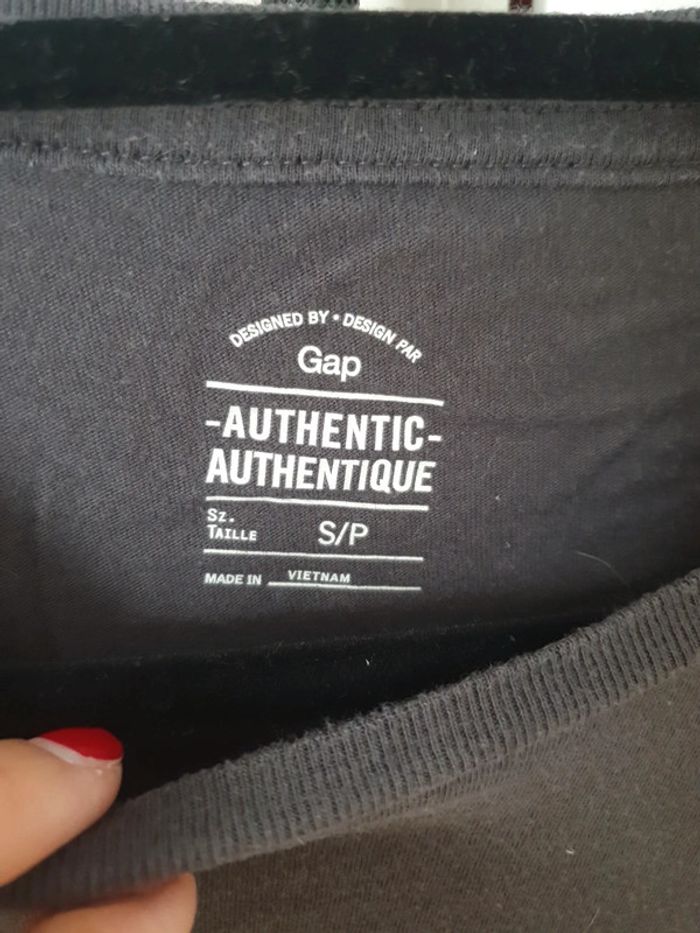 DESIGNED BY • DESIGN PAR
Gap
-AUTHENTIC-
AUTHENTIQUE
Sz.
TAILLE
S/P
MADE IN VIETNAM